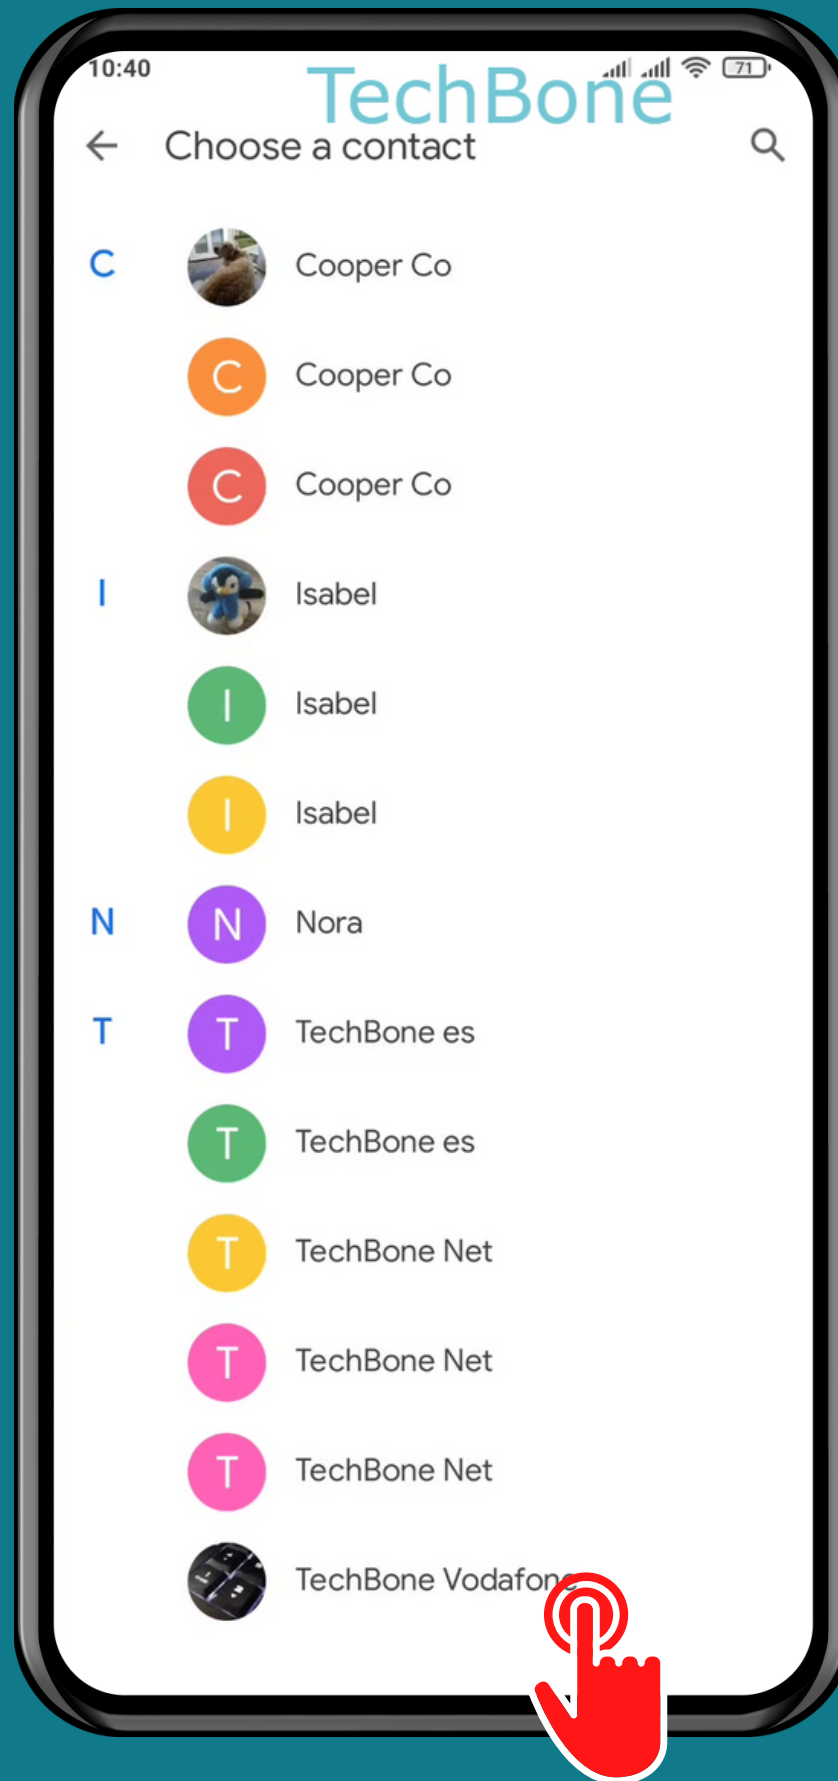 10:40
TechBone
71
Choose a contact
C
Cooper Co
C
Cooper Co
C
Cooper Co
I
Isabel
I
Isabel
I
Isabel
N
N
Nora
T
T
TechBone es
T
TechBone es
T
TechBone Net
T
TechBone Net
T
TechBone Net
TechBone Vodafone